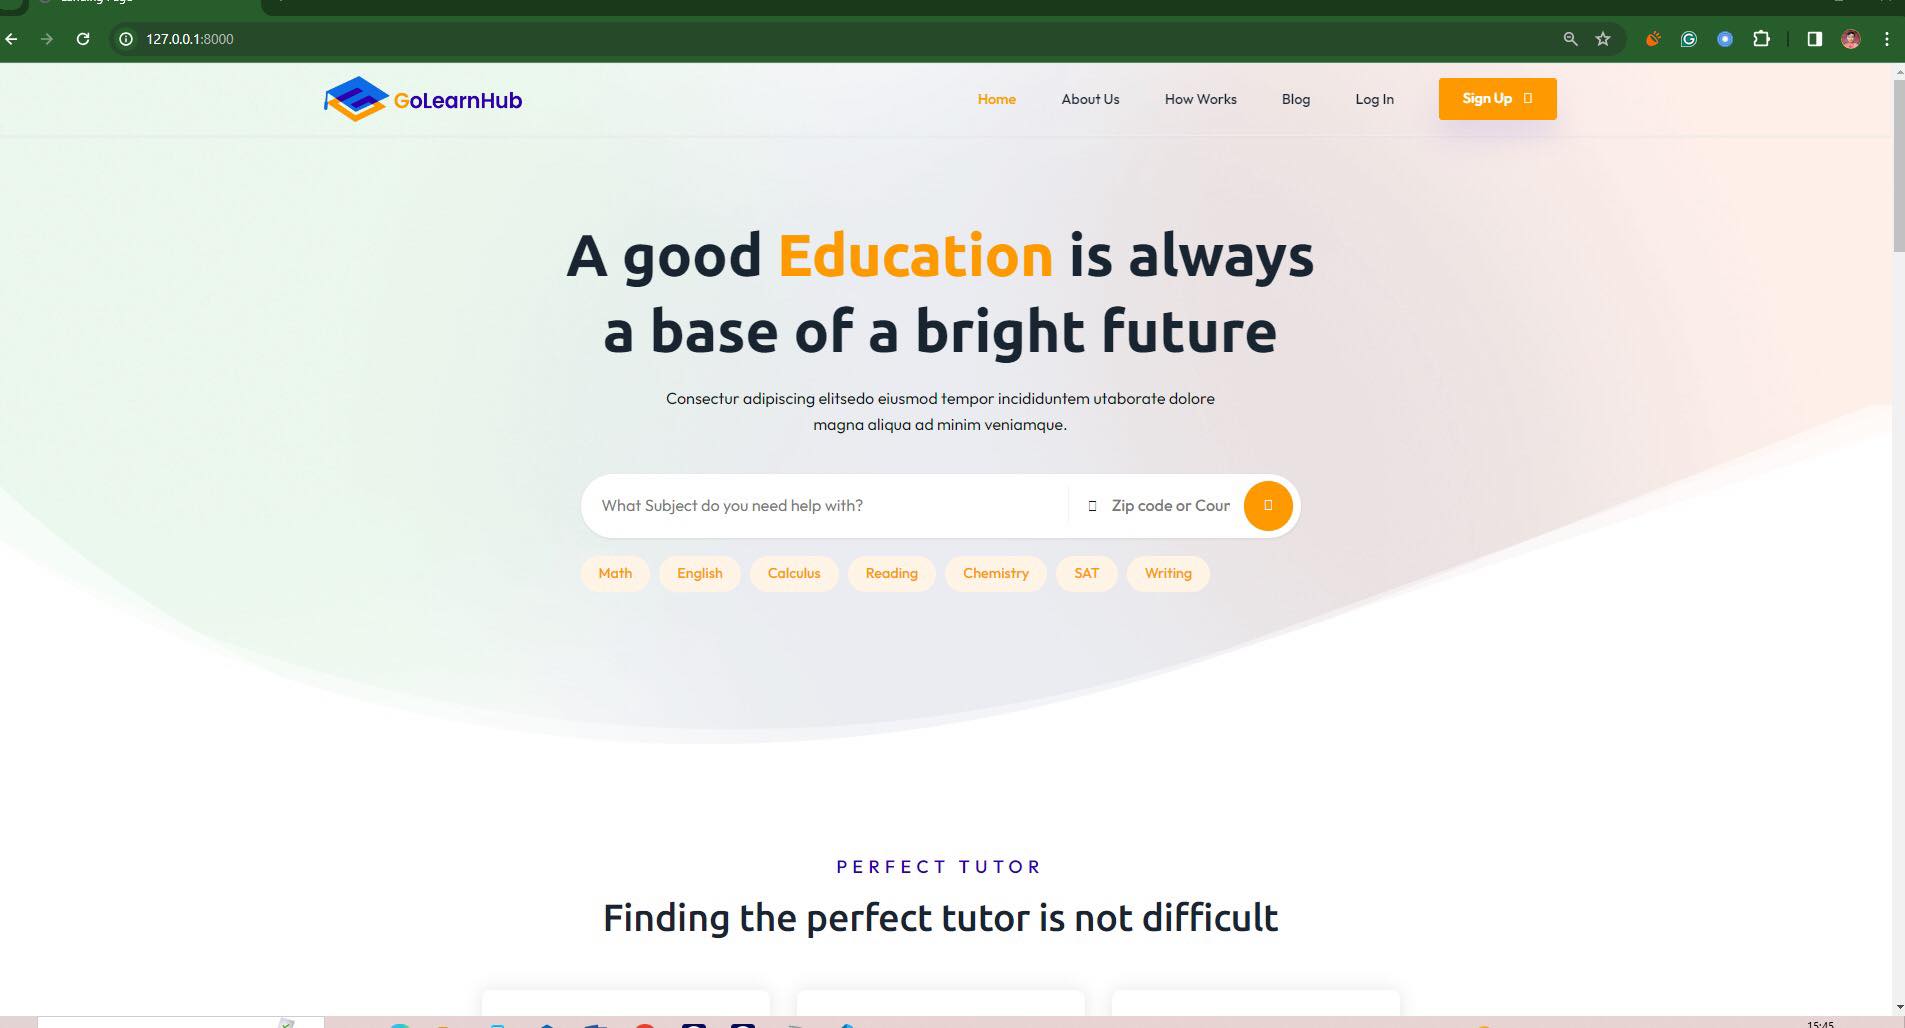 127.0.0.1:8000
GoLearnHub
Home
About Us
How Works
Blog
Log In
Sign Up
A good Education is always
a base of a bright future
Consectur adipiscing elitsedo eiusmod tempor incididuntem utaborate dolore
magna aliqua ad minim veniamque.
What Subject do you need help with?
Zip code or Cour
Math
English
Calculus
Reading
Chemistry
SAT
Writing
PERFECT TUTOR
Finding the perfect tutor is not difficult
15:45